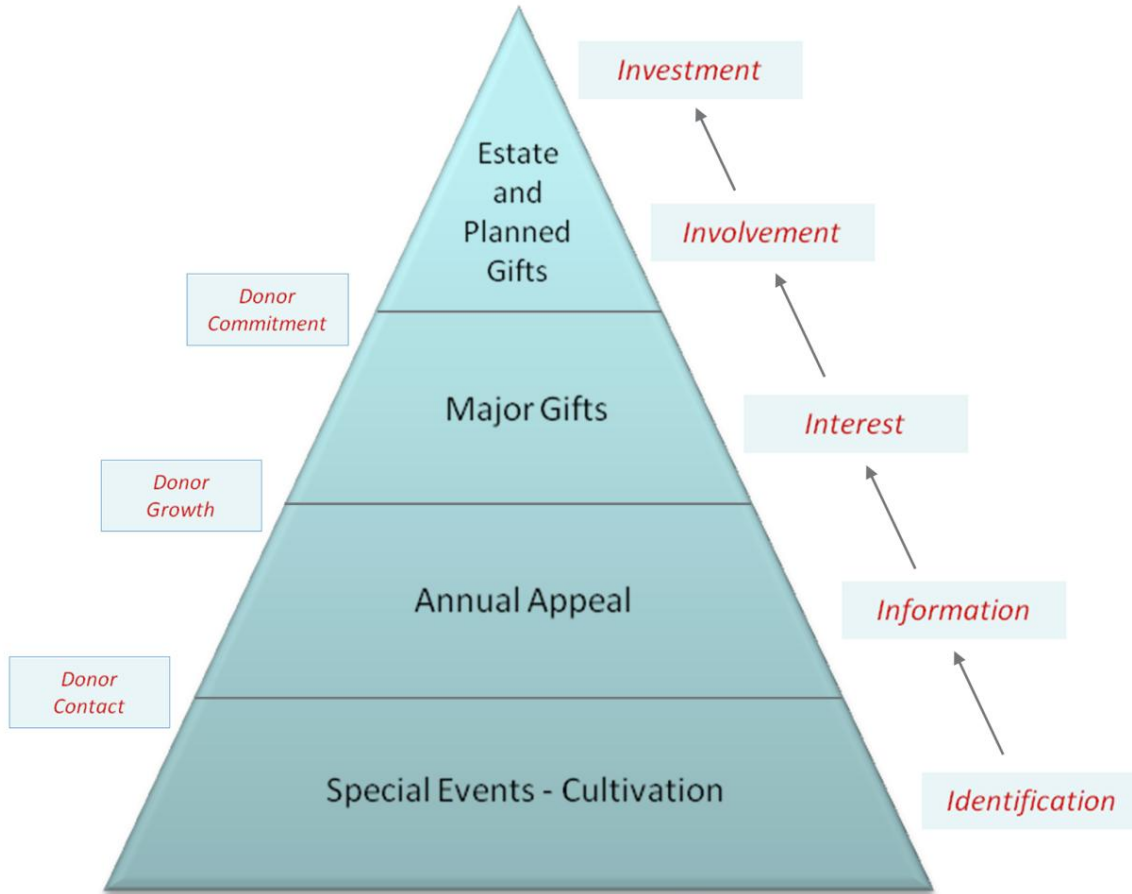 Investment
Estate
and
Planned
Gifts
Involvement
Donor
Commitment
Major Gifts
Interest
Donor
Growth
Annual Appeal
Information
Donor
Contact
Special Events - Cultivation
Identification